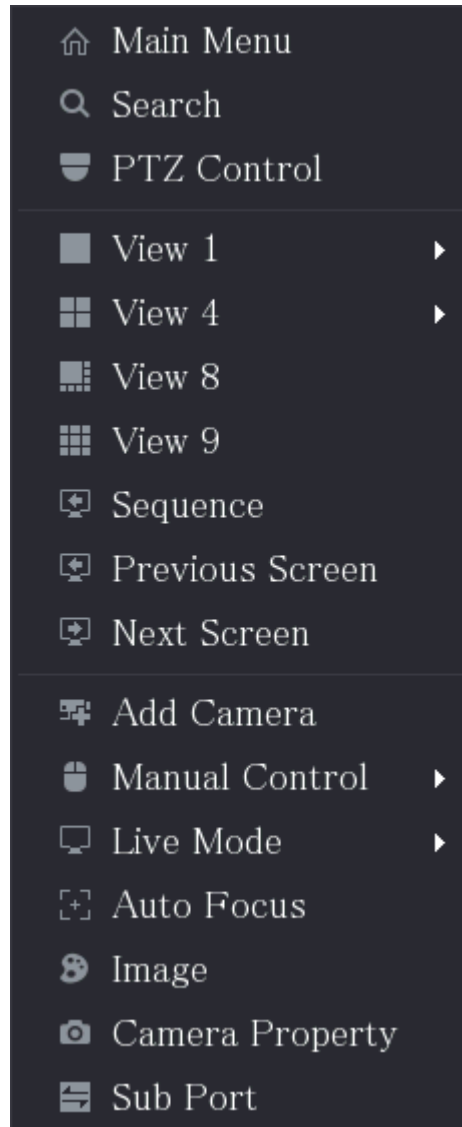 Main Menu
Search
PTZ Control
View 1
View 4
View 8
View 9
Sequence
Previous Screen
Next Screen
Add Camera
Manual Control
Live Mode
Auto Focus
Image
Camera Property
Sub Port